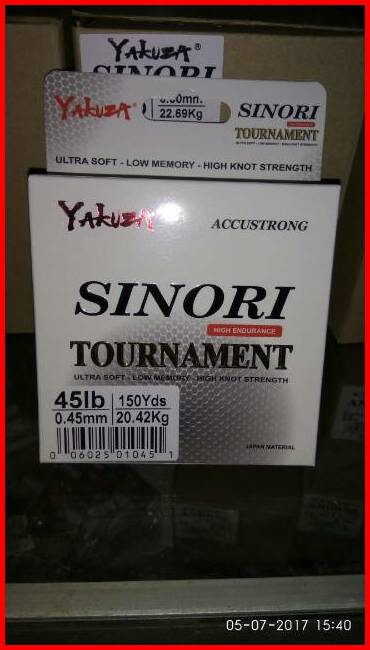 Yakuza®
SINORI
Yakuza®
22.69Kg
SINORI
TOURNAMENT
ULTRA SOFT - LOW MEMORY - HIGH KNOT STRENGTH
Yakuza
ACCUSTRONG
SINORI
HIGH ENDURANCE
TOURNAMENT
ULTRA SOFT - LOW MEMORY - HIGH KNOT STRENGTH
45lb 150Yds
0.45mm 20.42Kg
0 06025 01045 1
JAPAN MATERIAL
05-07-2017 15:40